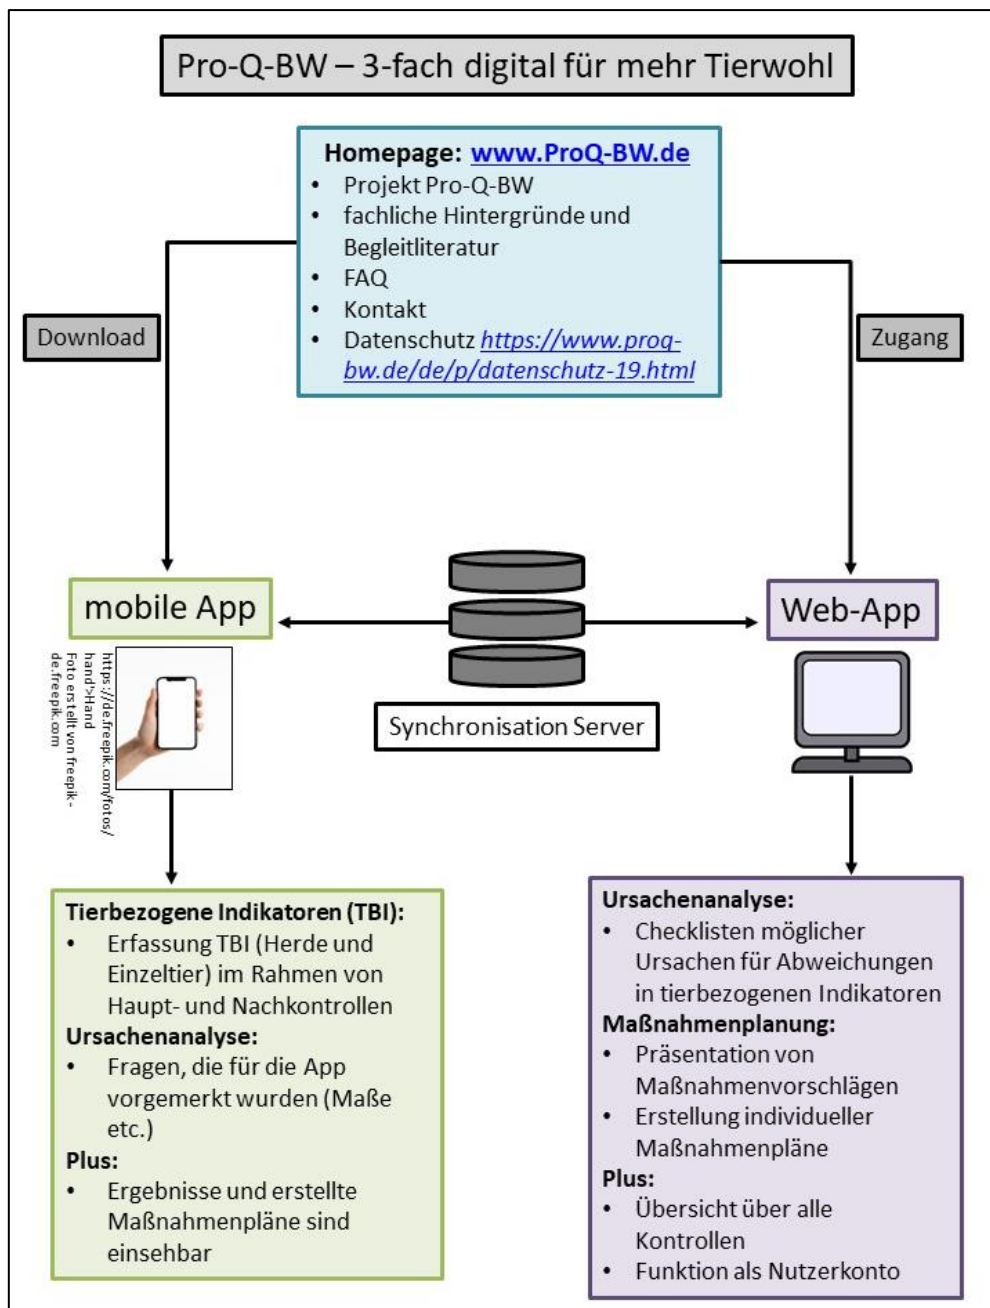 Pro-Q-BW – 3-fach digital für mehr Tierwohl
Homepage: www.ProQ-BW.de
• Projekt Pro-Q-BW
• fachliche Hintergründe und
Begleitliteratur
• FAQ
• Kontakt
• Datenschutz https://www.proq-
bw.de/de/p/datenschutz-19.html
Download
Zugang
mobile App
Web-App
Synchronisation Server
https://de.freepik.com/fotos/
hand'>Hand
Foto erstellt von freepik -
de.freepik.com
Tierbezogene Indikatoren (TBI):
• Erfassung TBI (Herde und
Einzeltier) im Rahmen von
Haupt- und Nachkontrollen
Ursachenanalyse:
• Fragen, die für die App
vorgemerkt wurden (Maße
etc.)
Plus:
• Ergebnisse und erstellte
Maßnahmenpläne sind
einsehbar
Ursachenanalyse:
• Checklisten möglicher
Ursachen für Abweichungen
in tierbezogenen Indikatoren
Maßnahmenplanung:
• Präsentation von
Maßnahmenvorschlägen
• Erstellung individueller
Maßnahmenpläne
Plus:
• Übersicht über alle
Kontrollen
• Funktion als Nutzerkonto